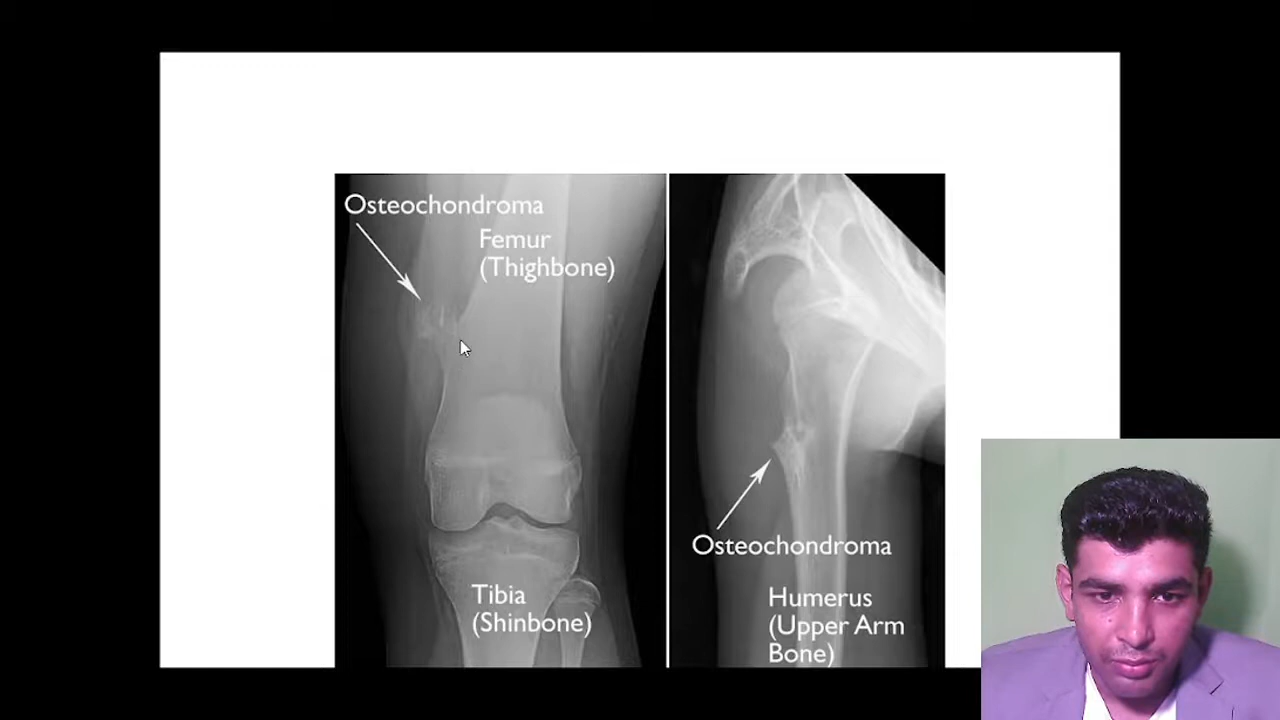 Osteochondroma
Femur
(Thighbone)
Tibia
(Shinbone)
Osteochondroma
Humerus
(Upper Arm
Bone)